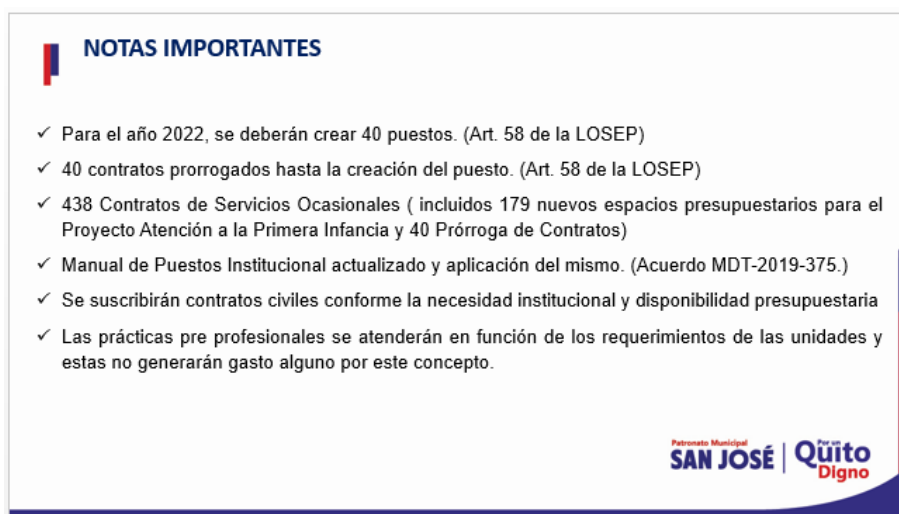 NOTAS IMPORTANTES
✓ Para el año 2022, se deberán crear 40 puestos. (Art. 58 de la LOSEP)
✓ 40 contratos prorrogados hasta la creación del puesto. (Art. 58 de la LOSEP)
✓ 438 Contratos de Servicios Ocasionales ( incluidos 179 nuevos espacios presupuestarios para el
Proyecto Atención a la Primera Infancia y 40 Prórroga de Contratos)
✓ Manual de Puestos Institucional actualizado y aplicación del mismo. (Acuerdo MDT-2019-375.)
✓ Se suscribirán contratos civiles conforme la necesidad institucional y disponibilidad presupuestaria
✓ Las prácticas pre profesionales se atenderán en función de los requerimientos de las unidades y
estas no generarán gasto alguno por este concepto.
Patronato Municipal
SAN JOSÉ
Por un
Quito
Digno